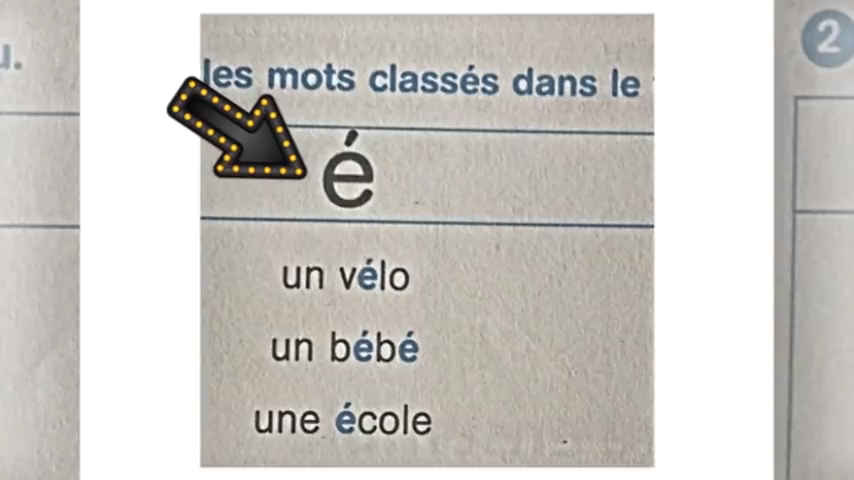 les mots classés dans le
é
un vélo
un bébé
une école
2